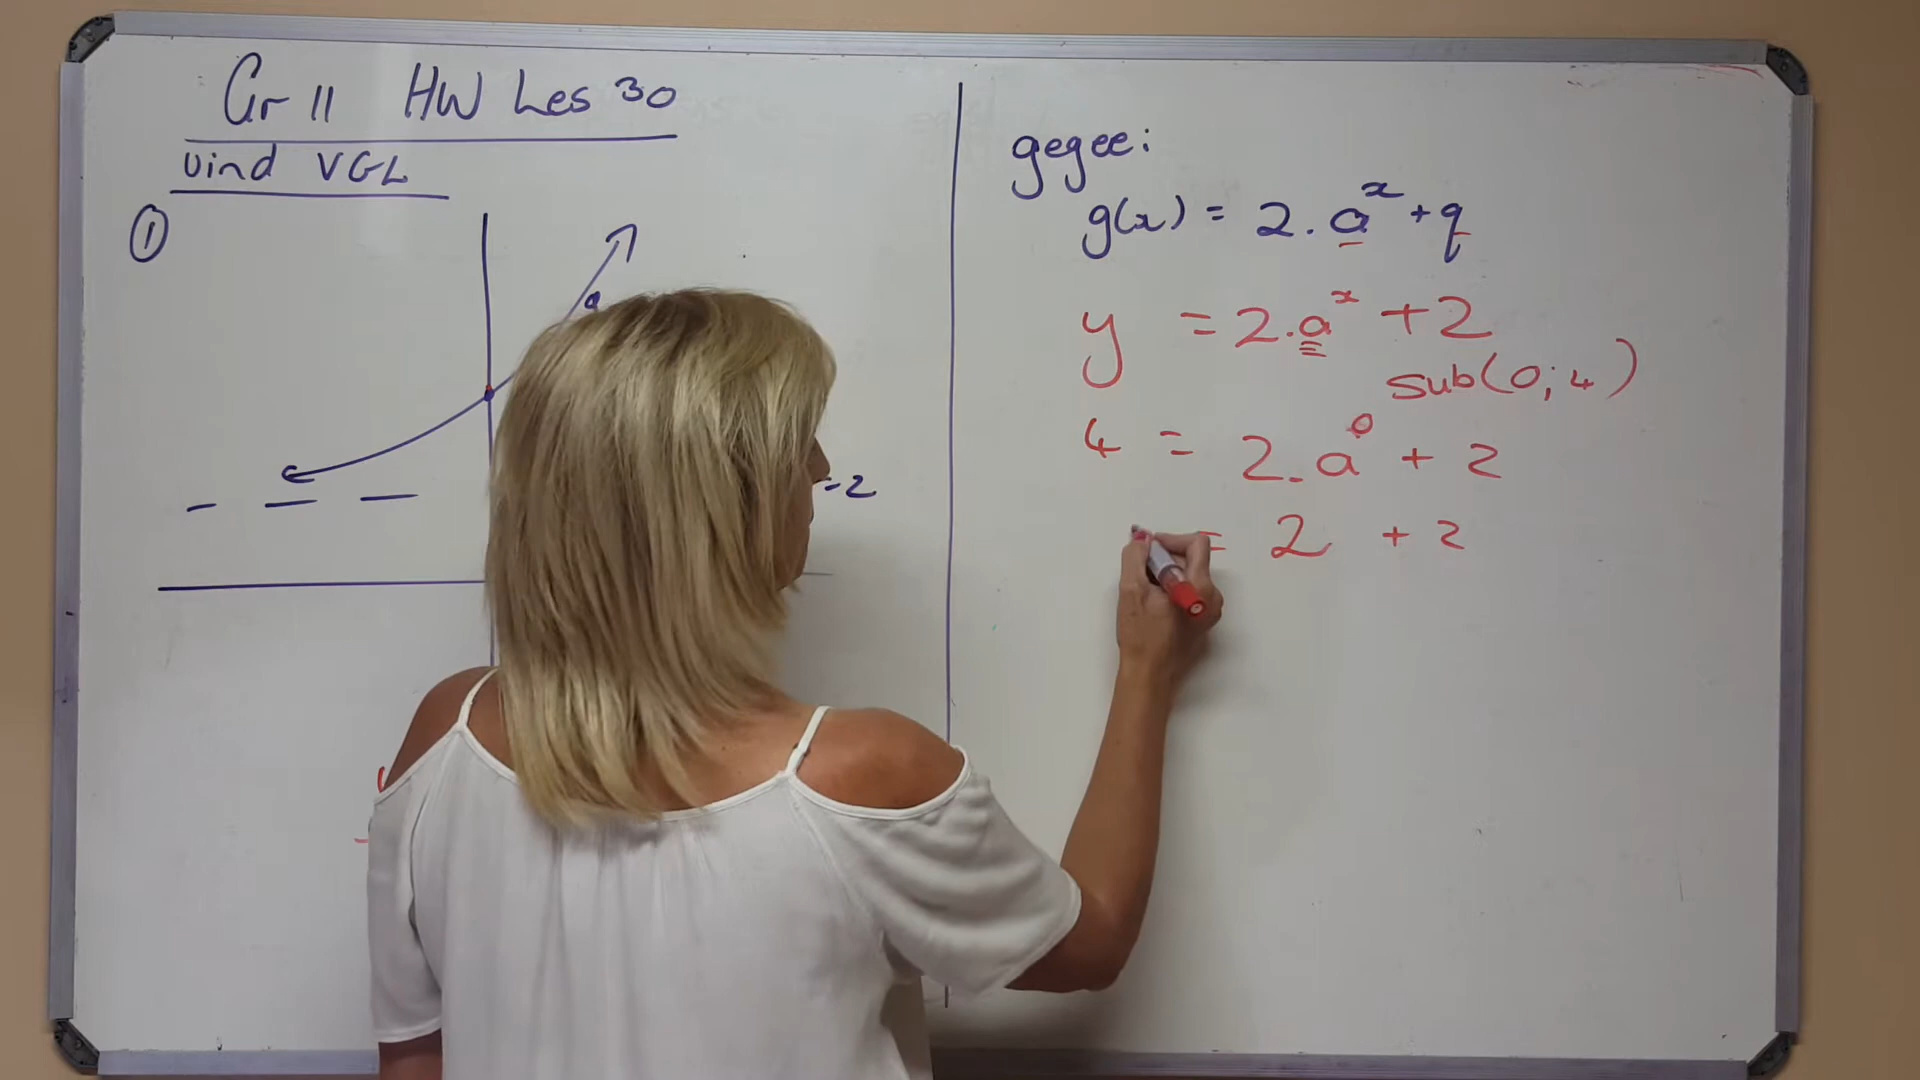 Gr 11 HW Les 30
vind VGL
①
=2
gegee:
g(x) = 2.a^x + q
y = 2.a^x + 2
sub(0;4)
4 = 2.a^0 + 2
= 2 + 2